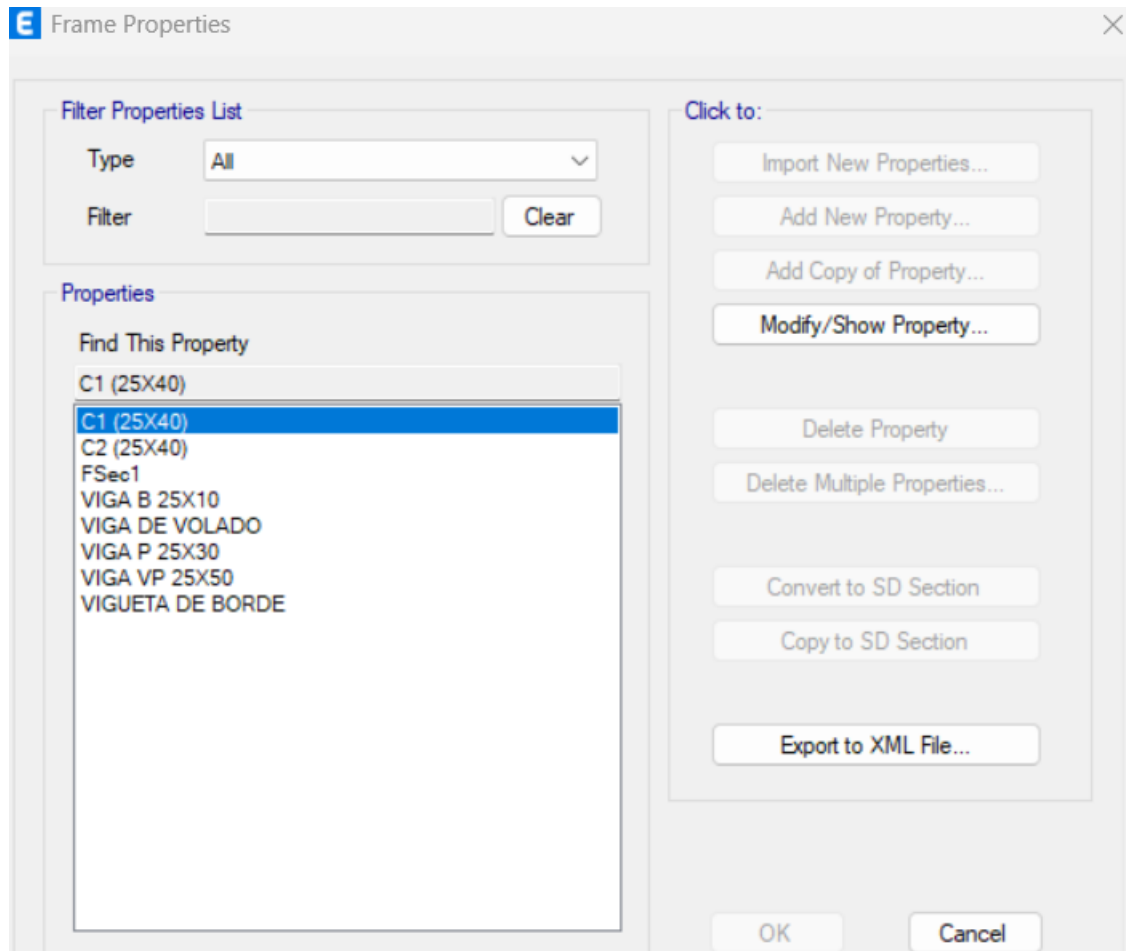 Frame Properties
Filter Properties List
Type All
Filter Clear
Properties
Find This Property
C1 (25X40)
C1 (25X40)
C2 (25X40)
FSec1
VIGA B 25X10
VIGA DE VOLADO
VIGA P 25X30
VIGA VP 25X50
VIGUETA DE BORDE
Click to:
Import New Properties...
Add New Property...
Add Copy of Property...
Modify/Show Property...
Delete Property
Delete Multiple Properties...
Convert to SD Section
Copy to SD Section
Export to XML File...
OK Cancel